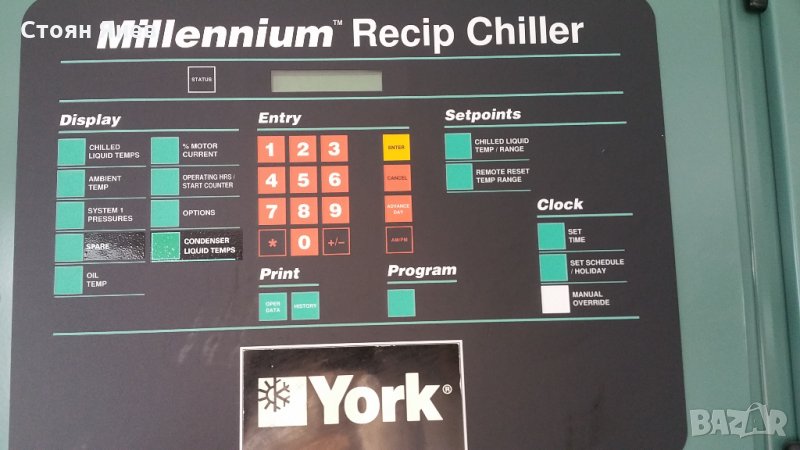 Стоян
Millennium™ Recip Chiller
STATUS
Display
CHILLED
LIQUID TEMPS
% MOTOR
CURRENT
AMBIENT
TEMP
OPERATING HRS /
START COUNTER
SYSTEM 1
PRESSURES
OPTIONS
SPARE
CONDENSER
LIQUID TEMPS
OIL
TEMP
Entry
1 2 3
4 5 6
7 8 9
* 0 +/–
ENTER
CANCEL
ADVANCE
DAY
AM/PM
Print
OPER
DATA
HISTORY
Program
Setpoints
CHILLED LIQUID
TEMP / RANGE
REMOTE RESET
TEMP RANGE
Clock
SET
TIME
SET SCHEDULE
/ HOLIDAY
MANUAL
OVERRIDE
York®
BAZAR